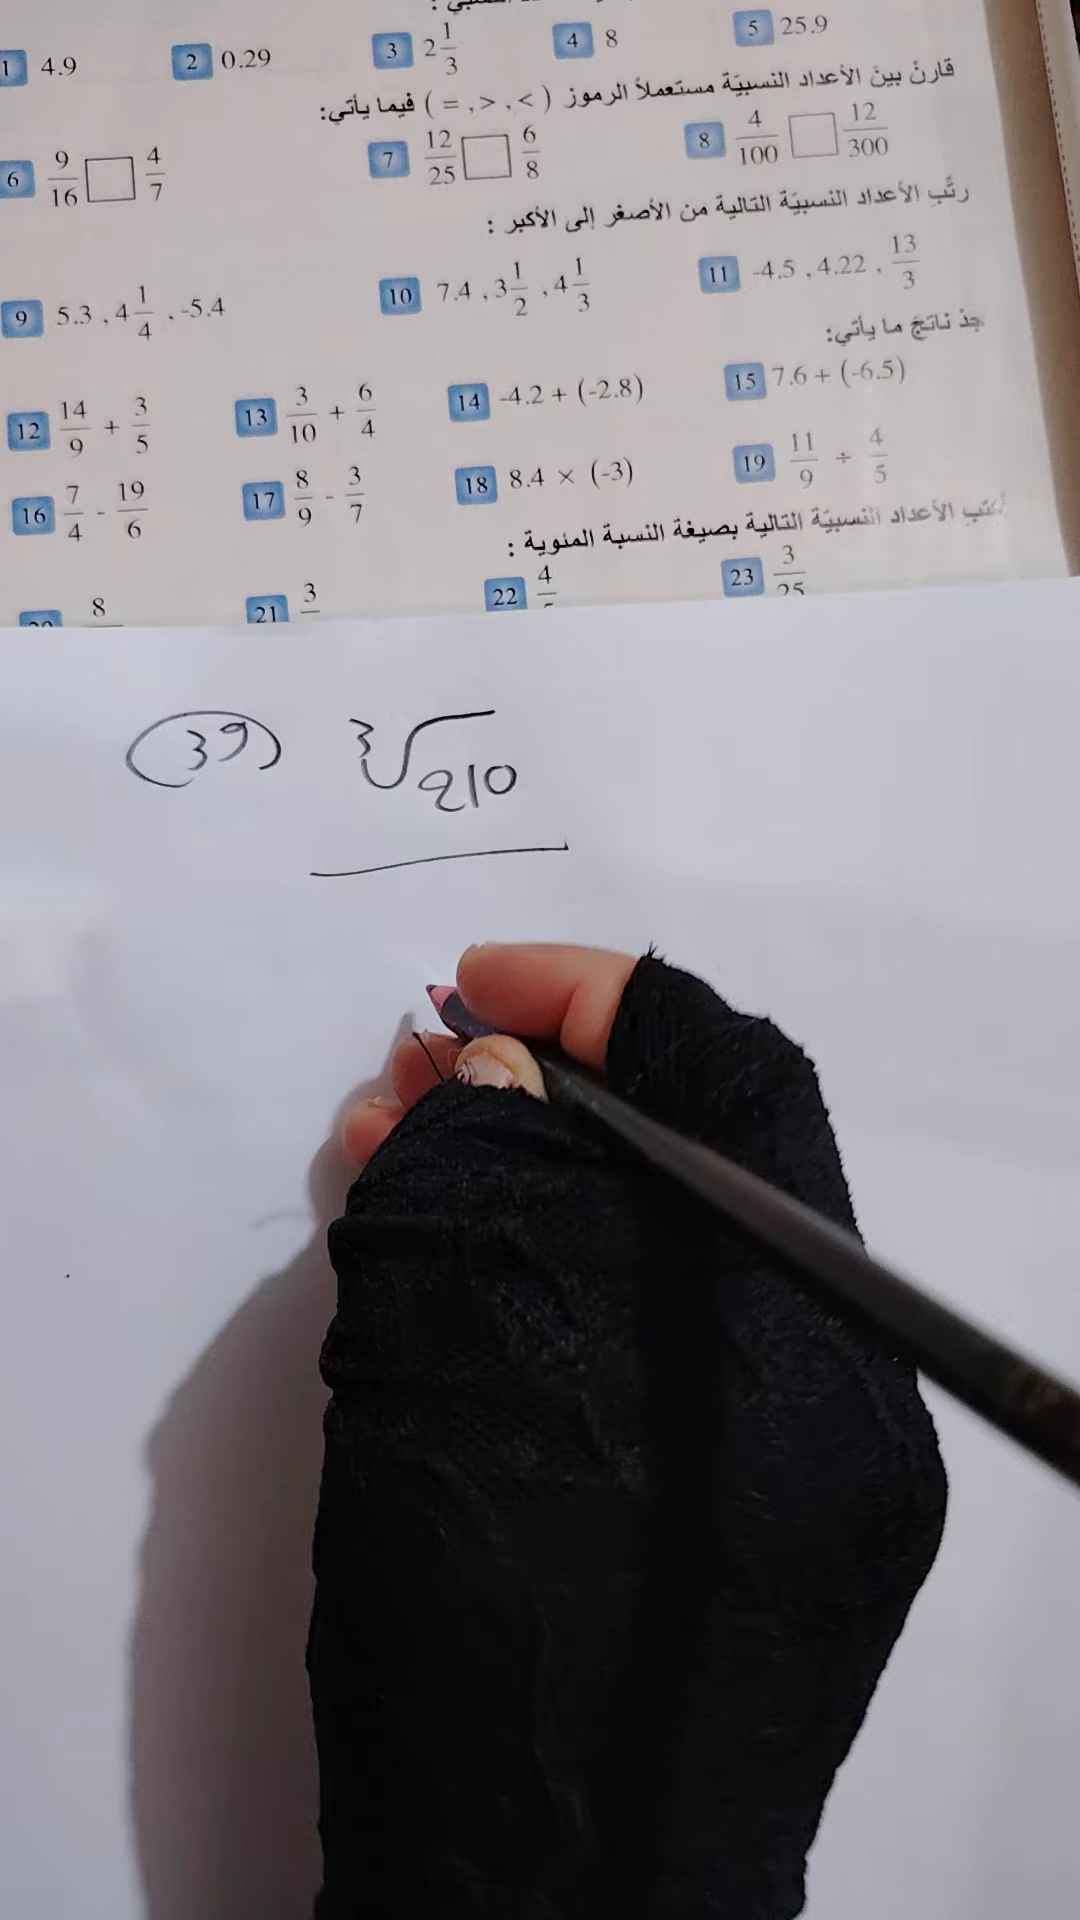 1 4.9 2 0.29 3 2 1/3 4 8 5 25.9
قارنْ بينَ الأعداد النسبيّة مستعملاً الرموز ( < , > , = ) فيما يأتي:
6 9/16 □ 4/7 7 12/25 □ 6/8 8 4/100 □ 12/300
رتّبِ الأعداد النسبيّة التالية من الأصغر إلى الأكبر :
9 5.3 , 4 1/4 , -5.4 10 7.4 , 3 1/2 , 4 1/3 11 -4.5 , 4.22 , 13/3
جدْ ناتجَ ما يأتي:
12 14/9 + 3/5 13 3/10 + 6/4 14 -4.2 + (-2.8) 15 7.6 + (-6.5)
16 7/4 - 19/6 17 8/9 - 3/7 18 8.4 × (-3) 19 11/9 ÷ 4/5
أكتب الأعداد النسبيّة التالية بصيغة النسبة المئوية :
20 8 21 3 22 4 23 3/25
(39) ∛210